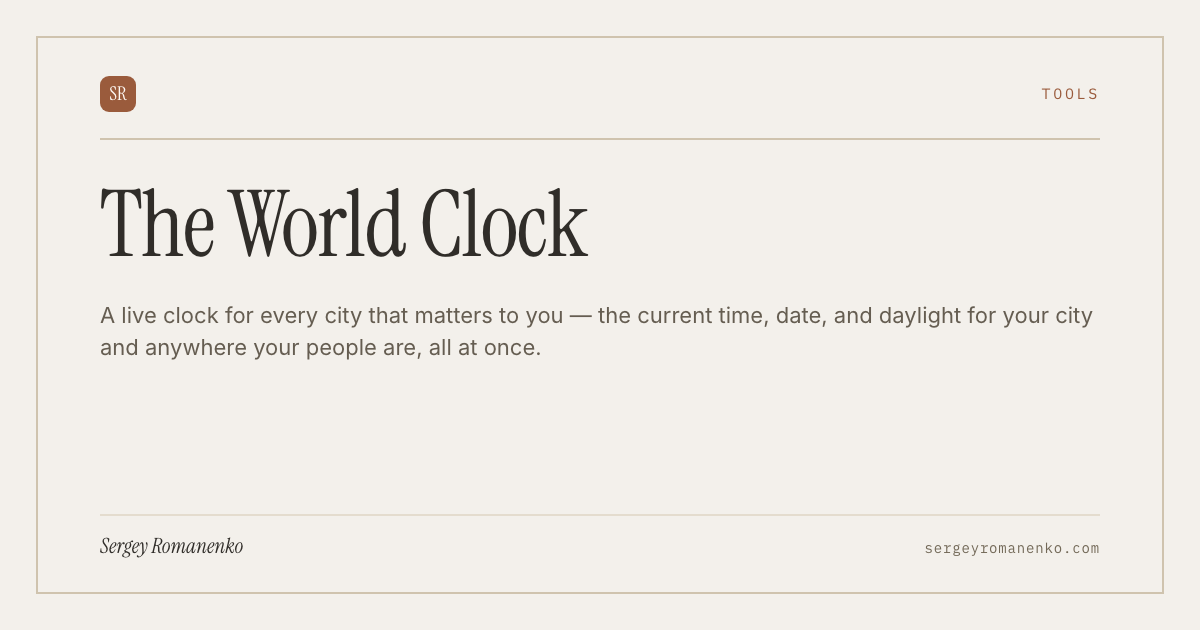 SR
TOOLS
The World Clock
A live clock for every city that matters to you — the current time, date, and daylight for your city
and anywhere your people are, all at once.
Sergey Romanenko
sergeyromanenko.com